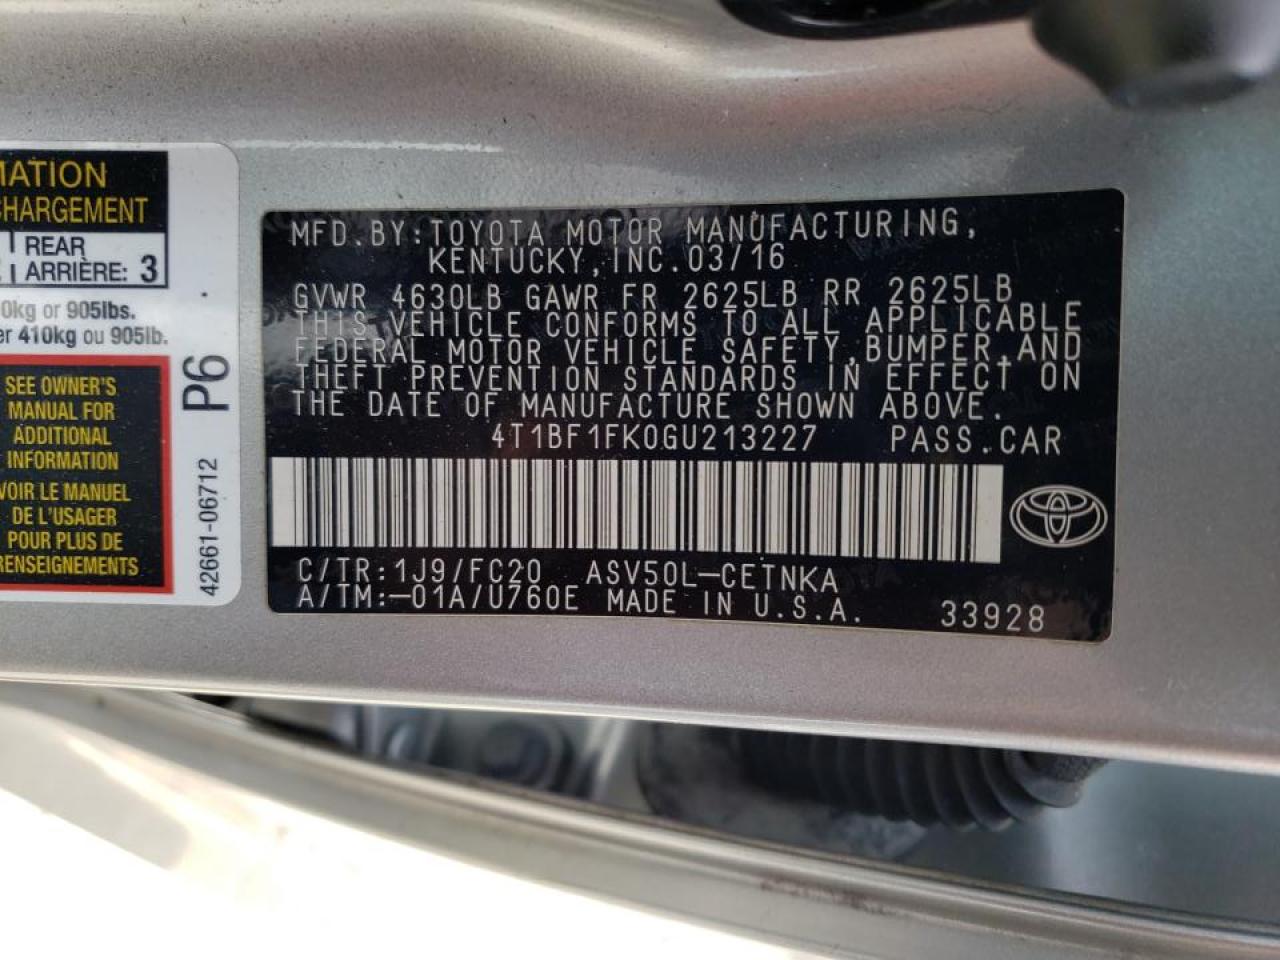 MATION
CHARGEMENT
REAR
ARRIÈRE: 3
0kg or 905lbs.
er 410kg ou 905lb.
SEE OWNER'S
MANUAL FOR
ADDITIONAL
INFORMATION
VOIR LE MANUEL
DE L'USAGER
POUR PLUS DE
RENSEIGNEMENTS
P6
42661-06712
MFD.BY:TOYOTA MOTOR MANUFACTURING,
KENTUCKY,INC.03/16
GVWR 4630LB GAWR FR 2625LB RR 2625LB
THIS VEHICLE CONFORMS TO ALL APPLICABLE
FEDERAL MOTOR VEHICLE SAFETY,BUMPER,AND
THEFT PREVENTION STANDARDS IN EFFECT ON
THE DATE OF MANUFACTURE SHOWN ABOVE.
4T1BF1FK0GU213227 PASS.CAR
C/TR:1J9/FC20 ASV50L-CETNKA
A/TM:-01A/U760E MADE IN U.S.A. 33928